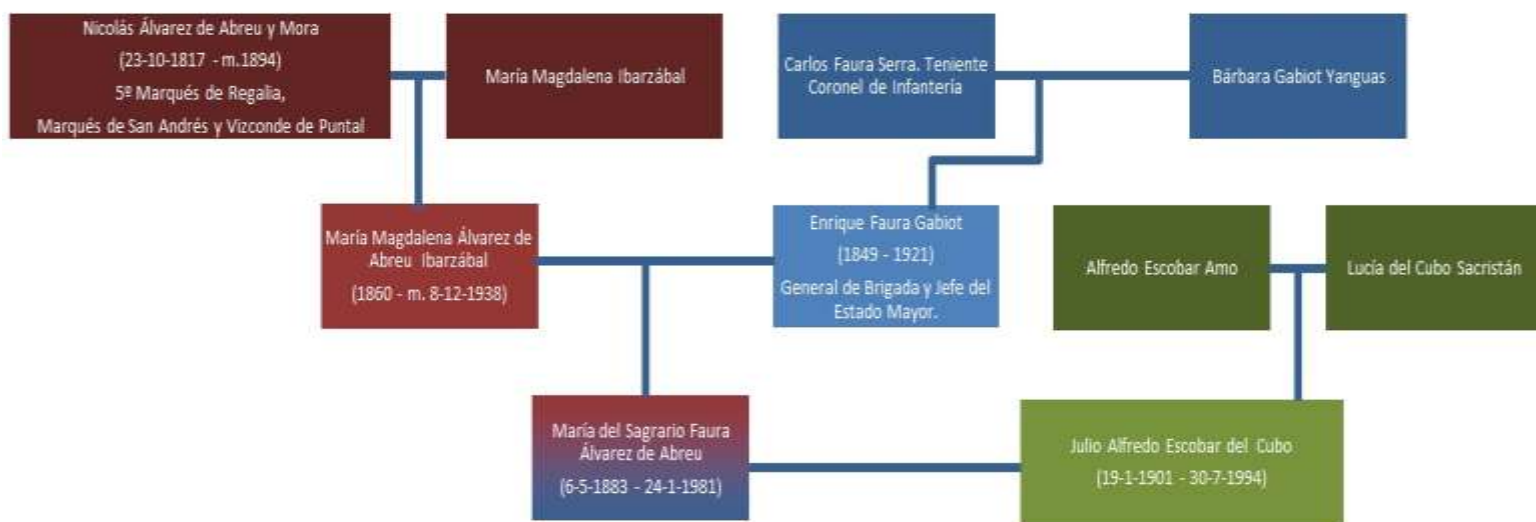 Nicolás Álvarez de Abreu y Mora
(23-10-1817 - m.1894)
5º Marqués de Regalia,
Marqués de San Andrés y Vizconde de Puntal
María Magdalena Ibarzábal
Carlos Faura Serra. Teniente
Coronel de Infantería
Bárbara Gabiot Yanguas
María Magdalena Álvarez de
Abreu Ibarzábal
(1860 - m. 8-12-1938)
Enrique Faura Gabiot
(1849 - 1921)
General de Brigada y Jefe del
Estado Mayor.
Alfredo Escobar Amo
Lucía del Cubo Sacristán
María del Sagrario Faura
Álvarez de Abreu
(6-5-1883 - 24-1-1981)
Julio Alfredo Escobar del Cubo
(19-1-1901 - 30-7-1994)